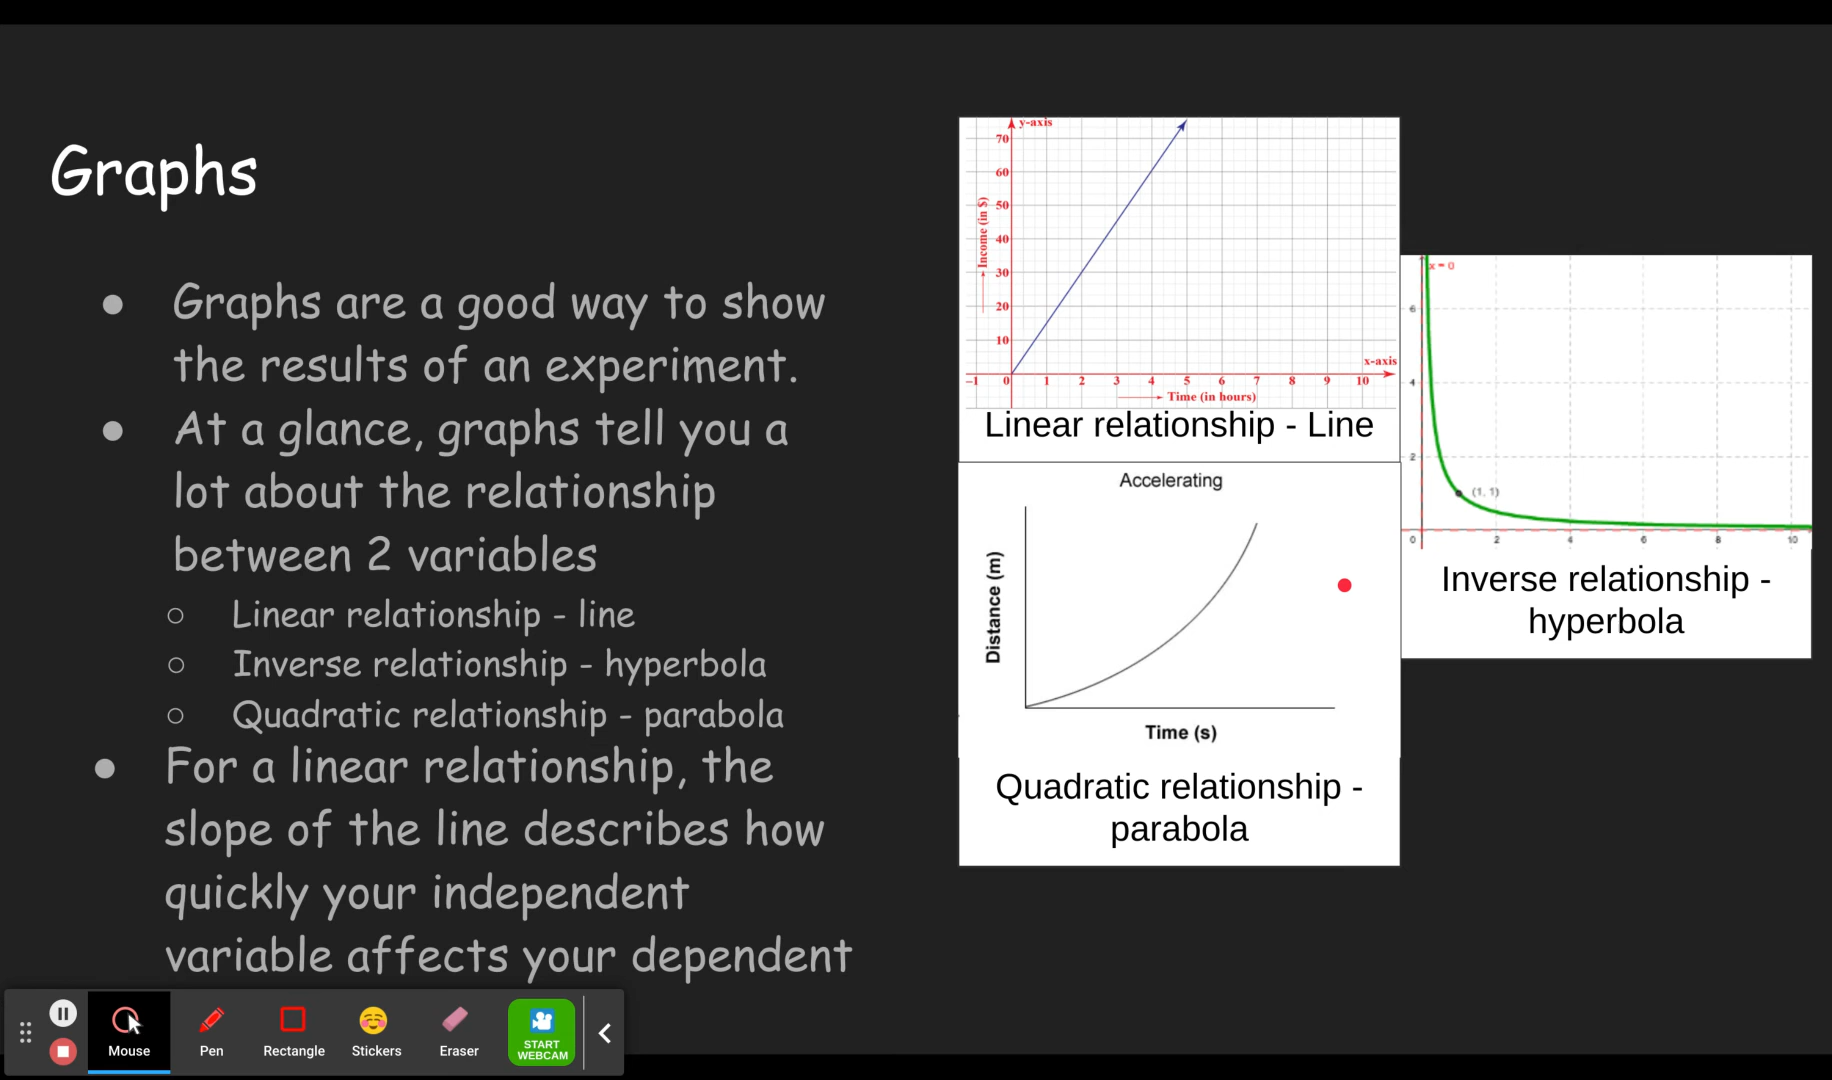 Graphs
● Graphs are a good way to show
the results of an experiment.
● At a glance, graphs tell you a
lot about the relationship
between 2 variables
○ Linear relationship - line
○ Inverse relationship - hyperbola
○ Quadratic relationship - parabola
● For a linear relationship, the
slope of the line describes how
quickly your independent
variable affects your dependent
y-axis
70
60
50
40
30
20
10
Income (in $)
x-axis
-1 0 1 2 3 4 5 6 7 8 9 10
Time (in hours)
Linear relationship - Line
Accelerating
Distance (m)
Time (s)
Quadratic relationship -
parabola
x = 0
6
4
2
(1, 1)
0 2 4 6 8 10
Inverse relationship -
hyperbola
Mouse Pen Rectangle Stickers Eraser
START
WEBCAM